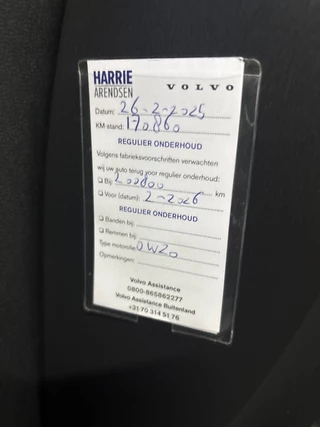 HARRIE
ARENDSEN
VOLVO
Datum: 26-2-2025
KM-stand: 170860
REGULIER ONDERHOUD
Volgens fabrieksvoorschriften verwachten
wij uw auto terug voor regulier onderhoud:
❏ Bij: 200800 km
❏ Voor (datum): 2-2026
REGULIER ONDERHOUD
❏ Banden bij:
❏ Remmen bij:
Type motorolie: 0W20
Opmerkingen:
Volvo Assistance
0800-865862277
Volvo Assistance Buitenland
+31 70 314 51 76